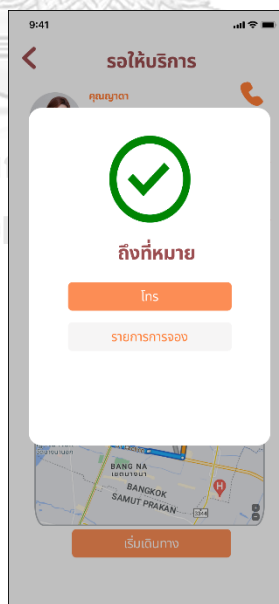 9:41
รอให้บริการ
คุณญาดา
ถึงที่หมาย
โทร
รายการการจอง
BANG NA
BANGKOK
SAMUT PRAKAN
H
3344
เริ่มเดินทาง